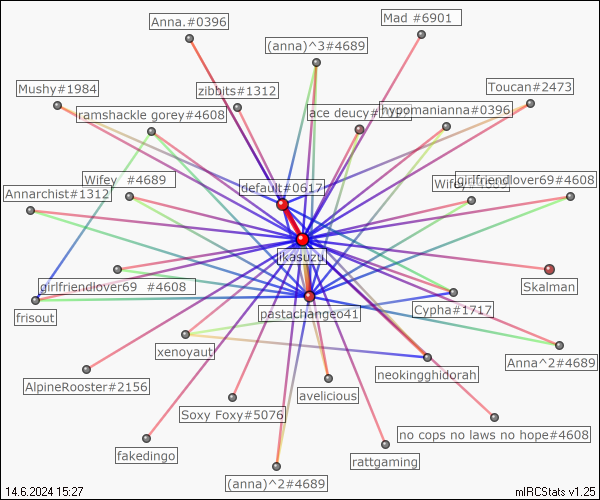 Anna.#0396
Mad #6901
(anna)^3#4689
Mushy#1984
zibbits#1312
Toucan#2473
ramshackle gorey#4608
ace deucy#
hypomanianna#0396
Wifey_ #4689
default#0617
girlfriendlover69#4608
Annarchist#1312
ikasuzu
girlfriendlover69_ #4608
Skalman
frisout
pastachangeo41
Cypha#1717
xenoyaut
Anna^2#4689
neokingghidorah
AlpineRooster#2156
avelicious
Soxy Foxy#5076
no cops no laws no hope#4608
fakedingo
rattgaming
(anna)^2#4689
14.6.2024 15:27
mIRCStats v1.25